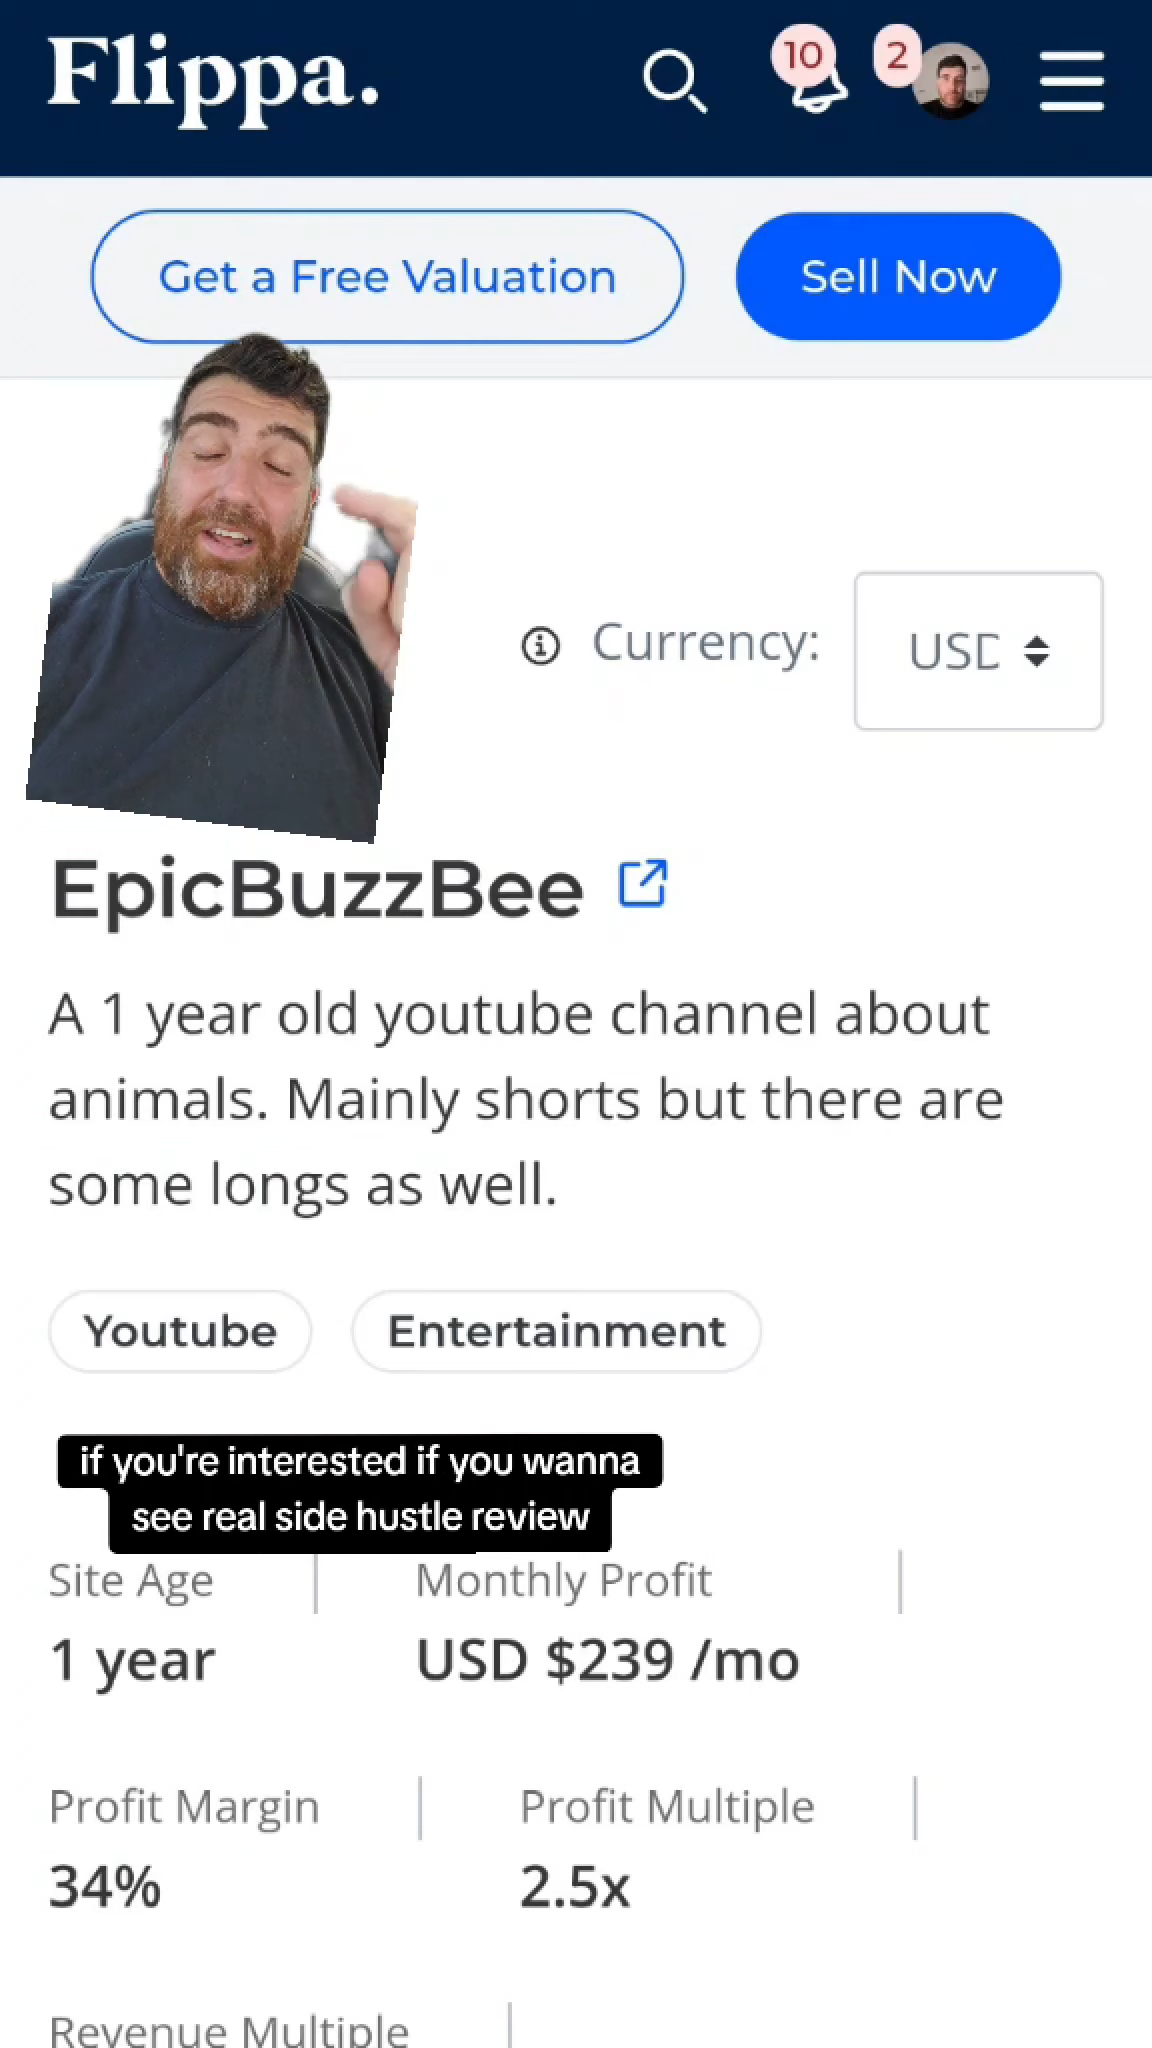 Flippa.
10
2
Get a Free Valuation
Sell Now
Currency:
USD
EpicBuzzBee
A 1 year old youtube channel about
animals. Mainly shorts but there are
some longs as well.
Youtube
Entertainment
if you're interested if you wanna
see real side hustle review
Site Age
Monthly Profit
1 year
USD $239 /mo
Profit Margin
Profit Multiple
34%
2.5x
Revenue Multiple